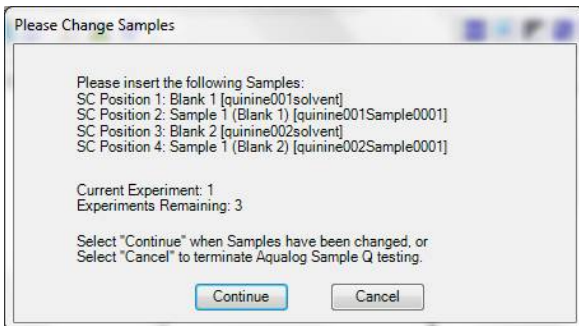 Please Change Samples
Please insert the following Samples:
SC Position 1: Blank 1 [quinine001solvent]
SC Position 2: Sample 1 (Blank 1) [quinine001Sample0001]
SC Position 3: Blank 2 [quinine002solvent]
SC Position 4: Sample 1 (Blank 2) [quinine002Sample0001]
Current Experiment: 1
Experiments Remaining: 3
Select "Continue" when Samples have been changed, or
Select "Cancel" to terminate Aqualog Sample Q testing.
Continue
Cancel